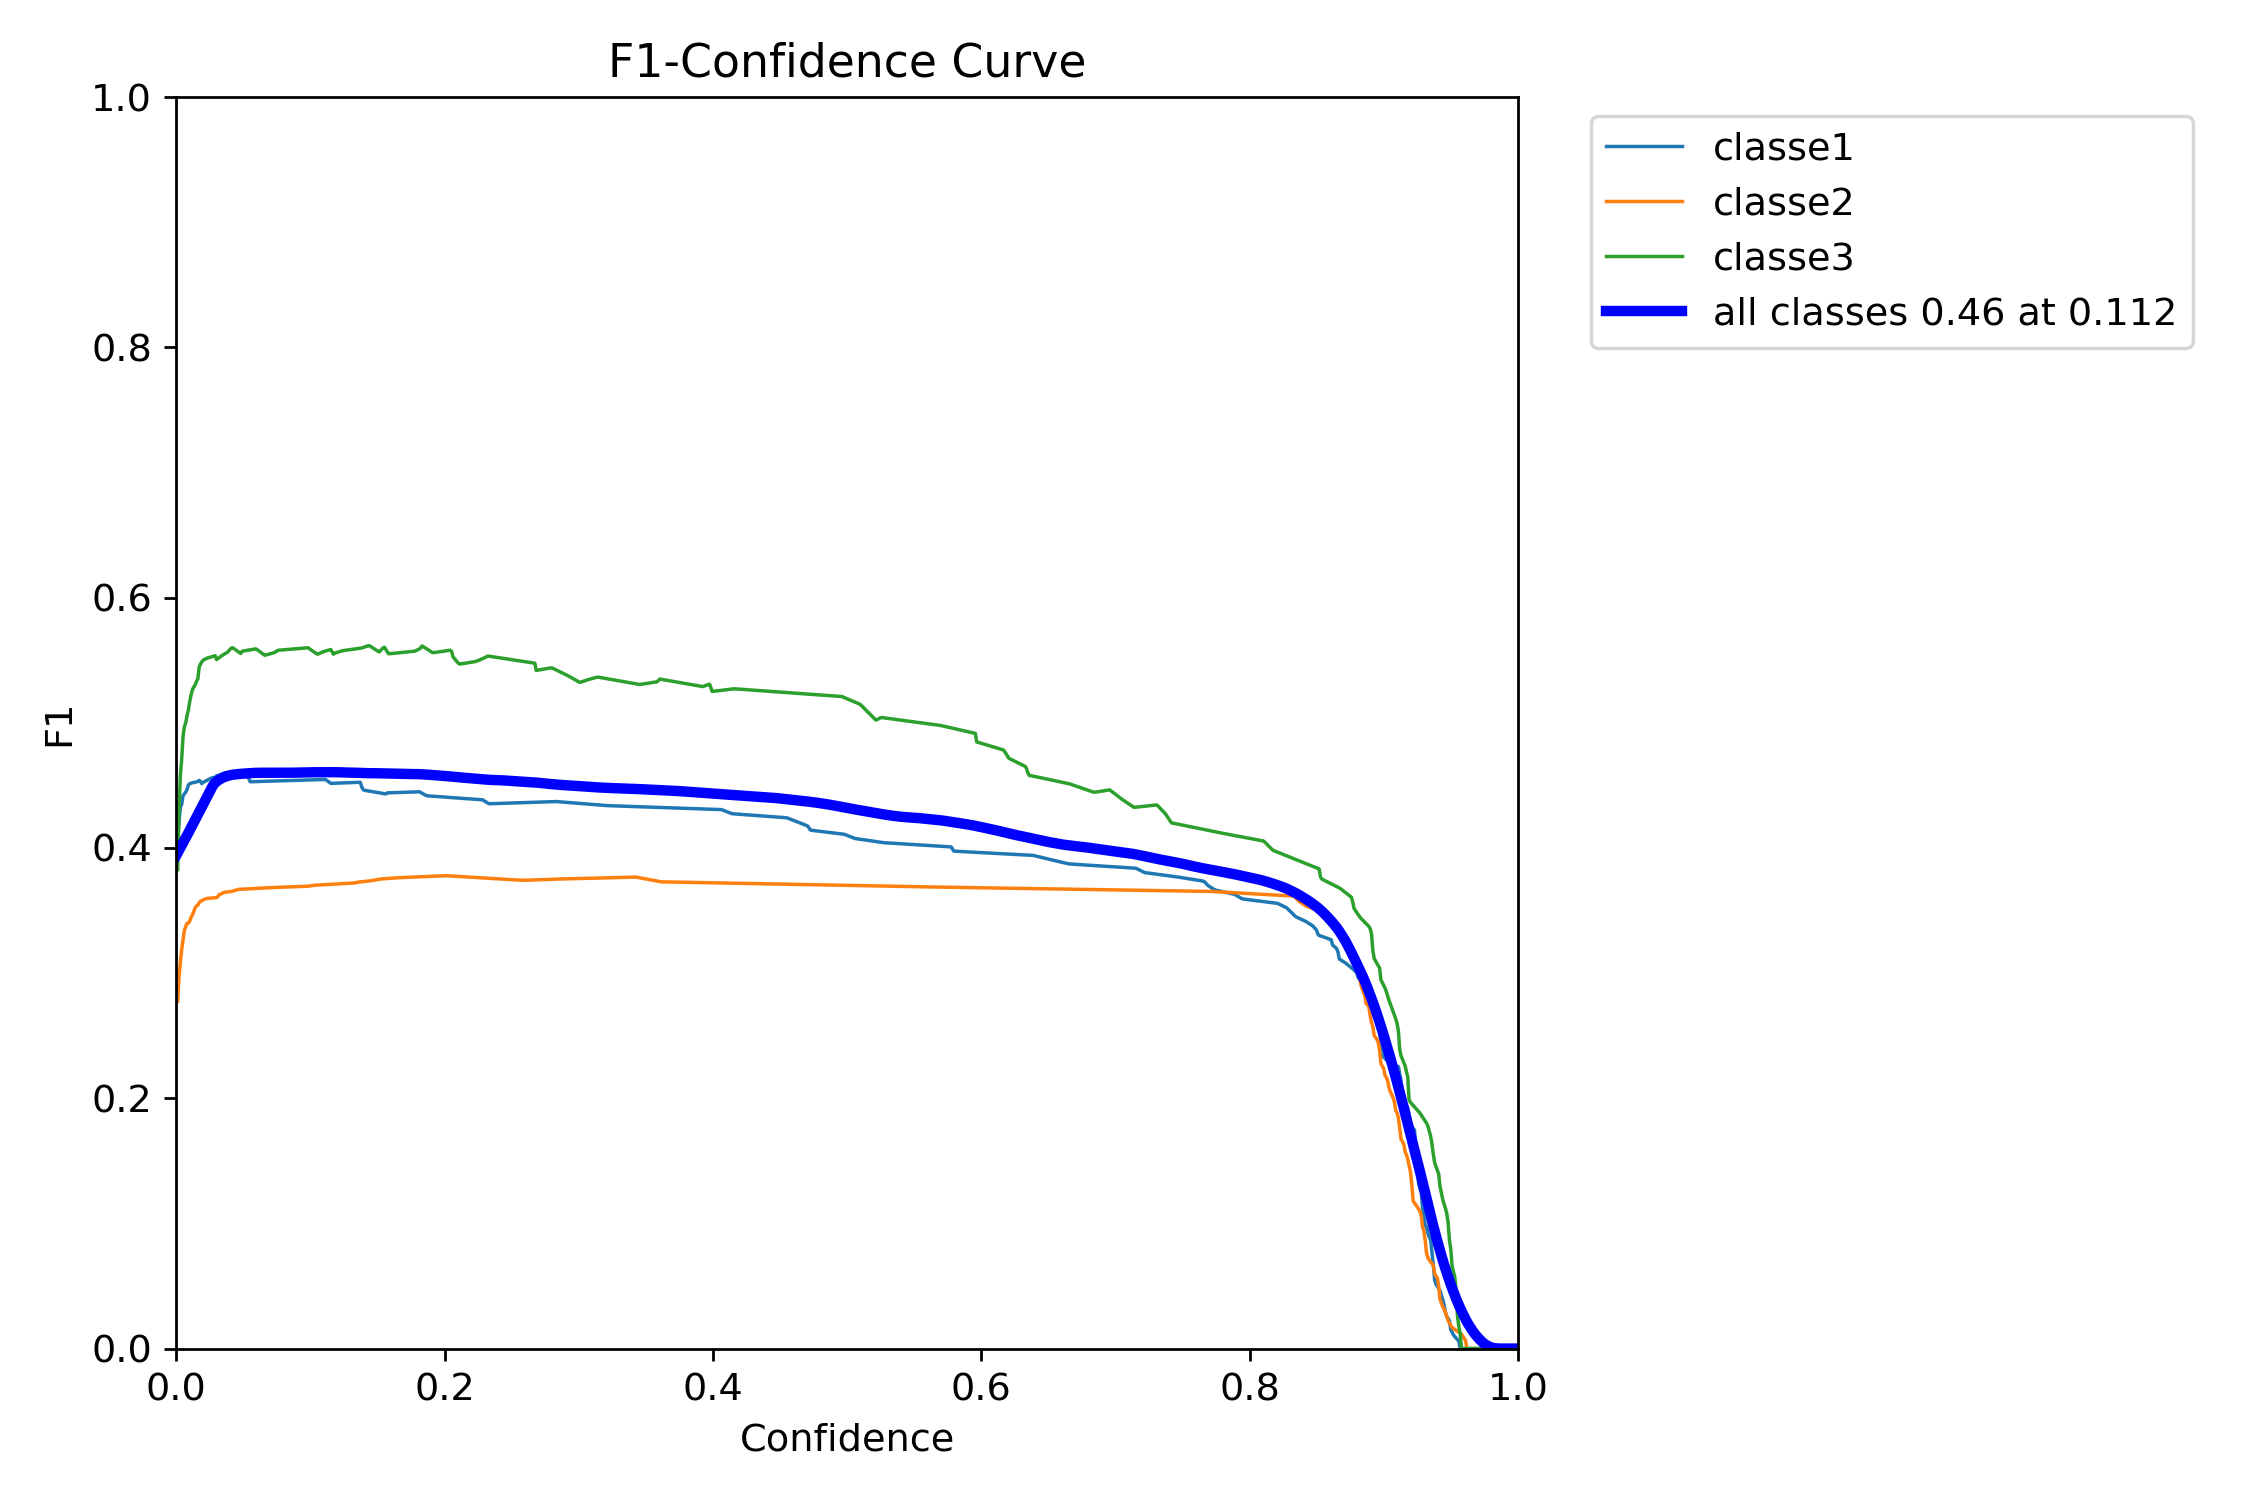 F1-Confidence Curve
1.0
0.8
0.6
0.4
0.2
0.0
F1
0.0 0.2 0.4 0.6 0.8 1.0
Confidence
classe1
classe2
classe3
all classes 0.46 at 0.112